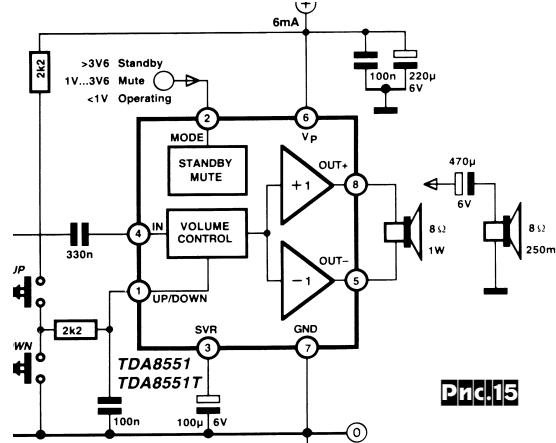 6mA
2k2
>3V6 Standby
1V...3V6 Mute
<1V Operating
100n
220µ
6V
2
MODE
6
VP
STANDBY
MUTE
OUT+
+1
8
470µ
6V
4
IN
VOLUME
CONTROL
330n
8Ω
1W
8Ω
250m
OUT−
−1
5
UP
1
UP/DOWN
2k2
SVR
GND
3
7
WN
TDA8551
TDA8551T
100n
100µ
6V
0
Рис.15